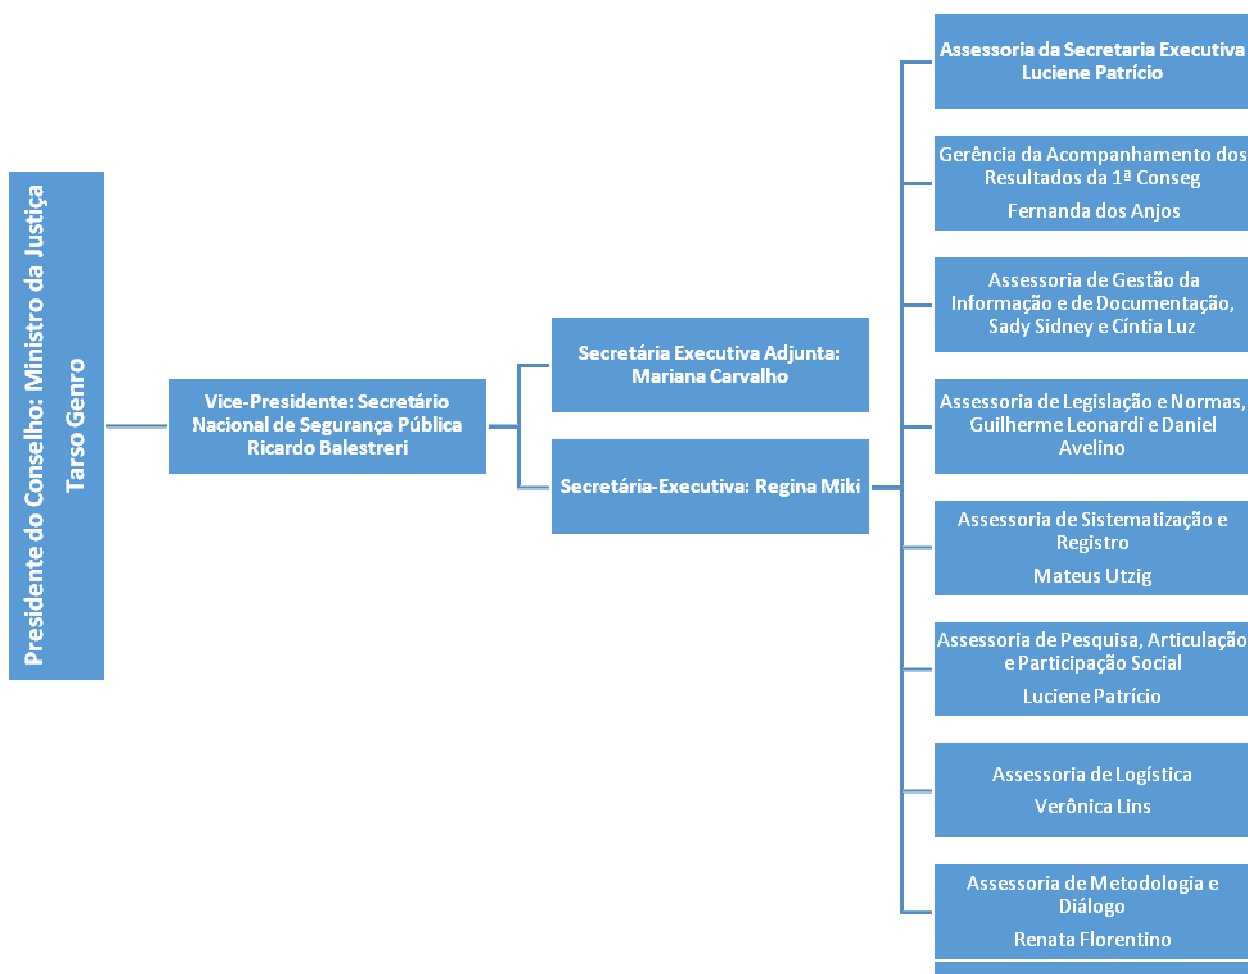 Presidente do Conselho: Ministro da Justiça
Tarso Genro
Vice-Presidente: Secretário
Nacional de Segurança Pública
Ricardo Balestreri
Secretária Executiva Adjunta:
Mariana Carvalho
Secretária-Executiva: Regina Miki
Assessoria da Secretaria Executiva
Luciene Patrício
Gerência da Acompanhamento dos
Resultados da 1ª Conseg
Fernanda dos Anjos
Assessoria de Gestão da
Informação e de Documentação,
Sady Sidney e Cíntia Luz
Assessoria de Legislação e Normas,
Guilherme Leonardi e Daniel
Avelino
Assessoria de Sistematização e
Registro
Mateus Utzig
Assessoria de Pesquisa, Articulação
e Participação Social
Luciene Patrício
Assessoria de Logística
Verônica Lins
Assessoria de Metodologia e
Diálogo
Renata Florentino